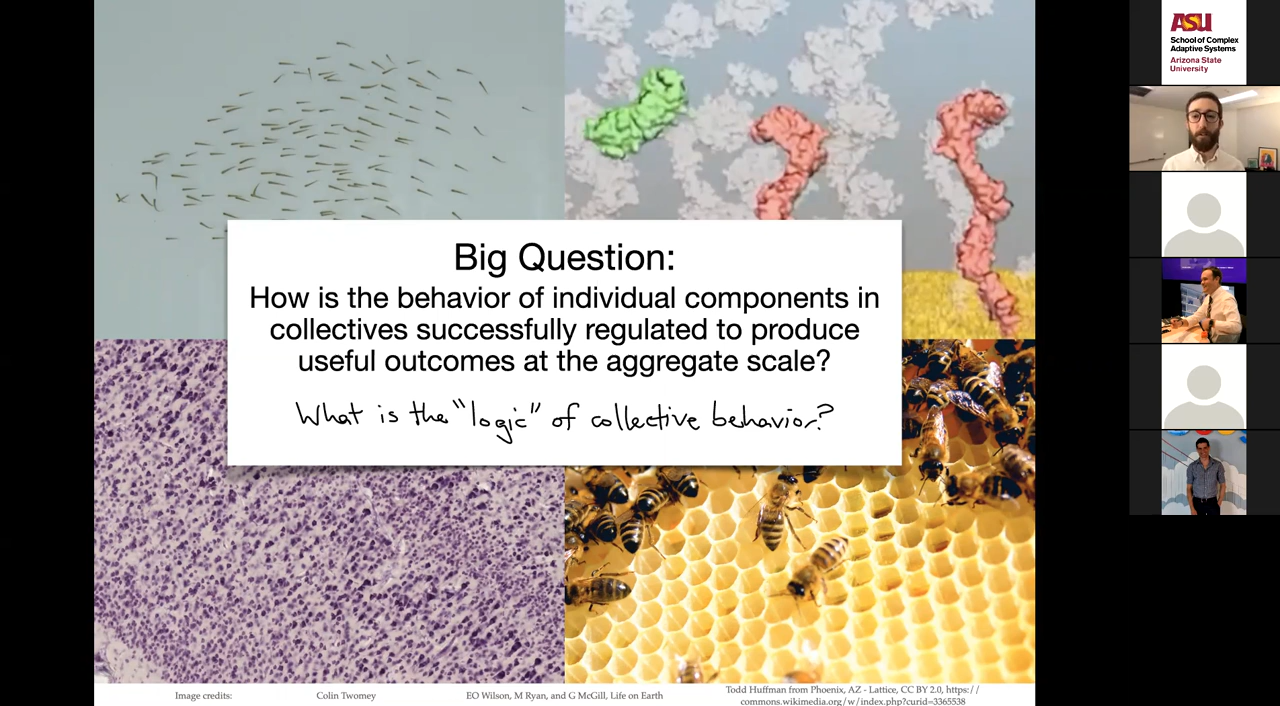 Big Question:
How is the behavior of individual components in
collectives successfully regulated to produce
useful outcomes at the aggregate scale?
What is the "logic" of collective behavior?
Image credits:
Colin Twomey
EO Wilson, M Ryan, and G McGill, Life on Earth
Todd Huffman from Phoenix, AZ - Lattice, CC BY 2.0, https://
commons.wikimedia.org/w/index.php?curid=3365538
ASU
School of Complex
Adaptive Systems
Arizona State
University